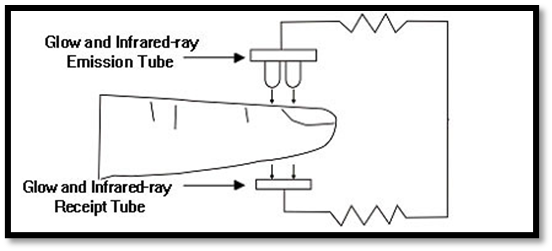 Glow and Infrared-ray
Emission Tube
Glow and Infrared-ray
Receipt Tube